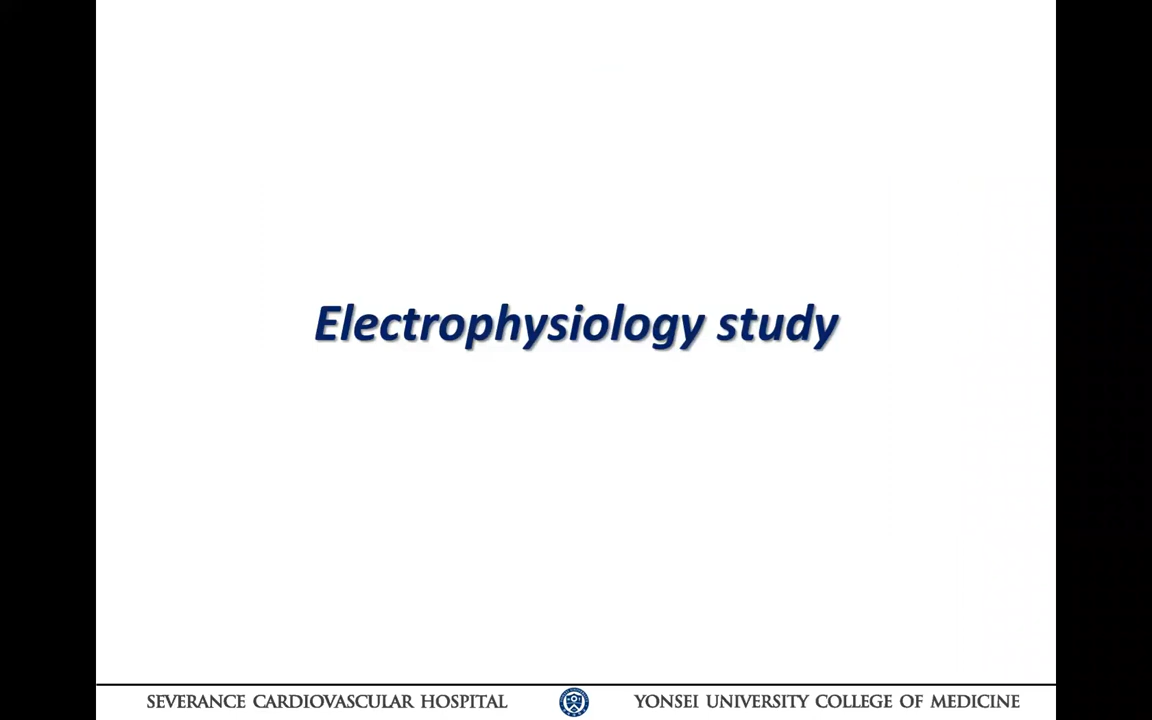 Electrophysiology study
SEVERANCE CARDIOVASCULAR HOSPITAL
YONSEI UNIVERSITY COLLEGE OF MEDICINE